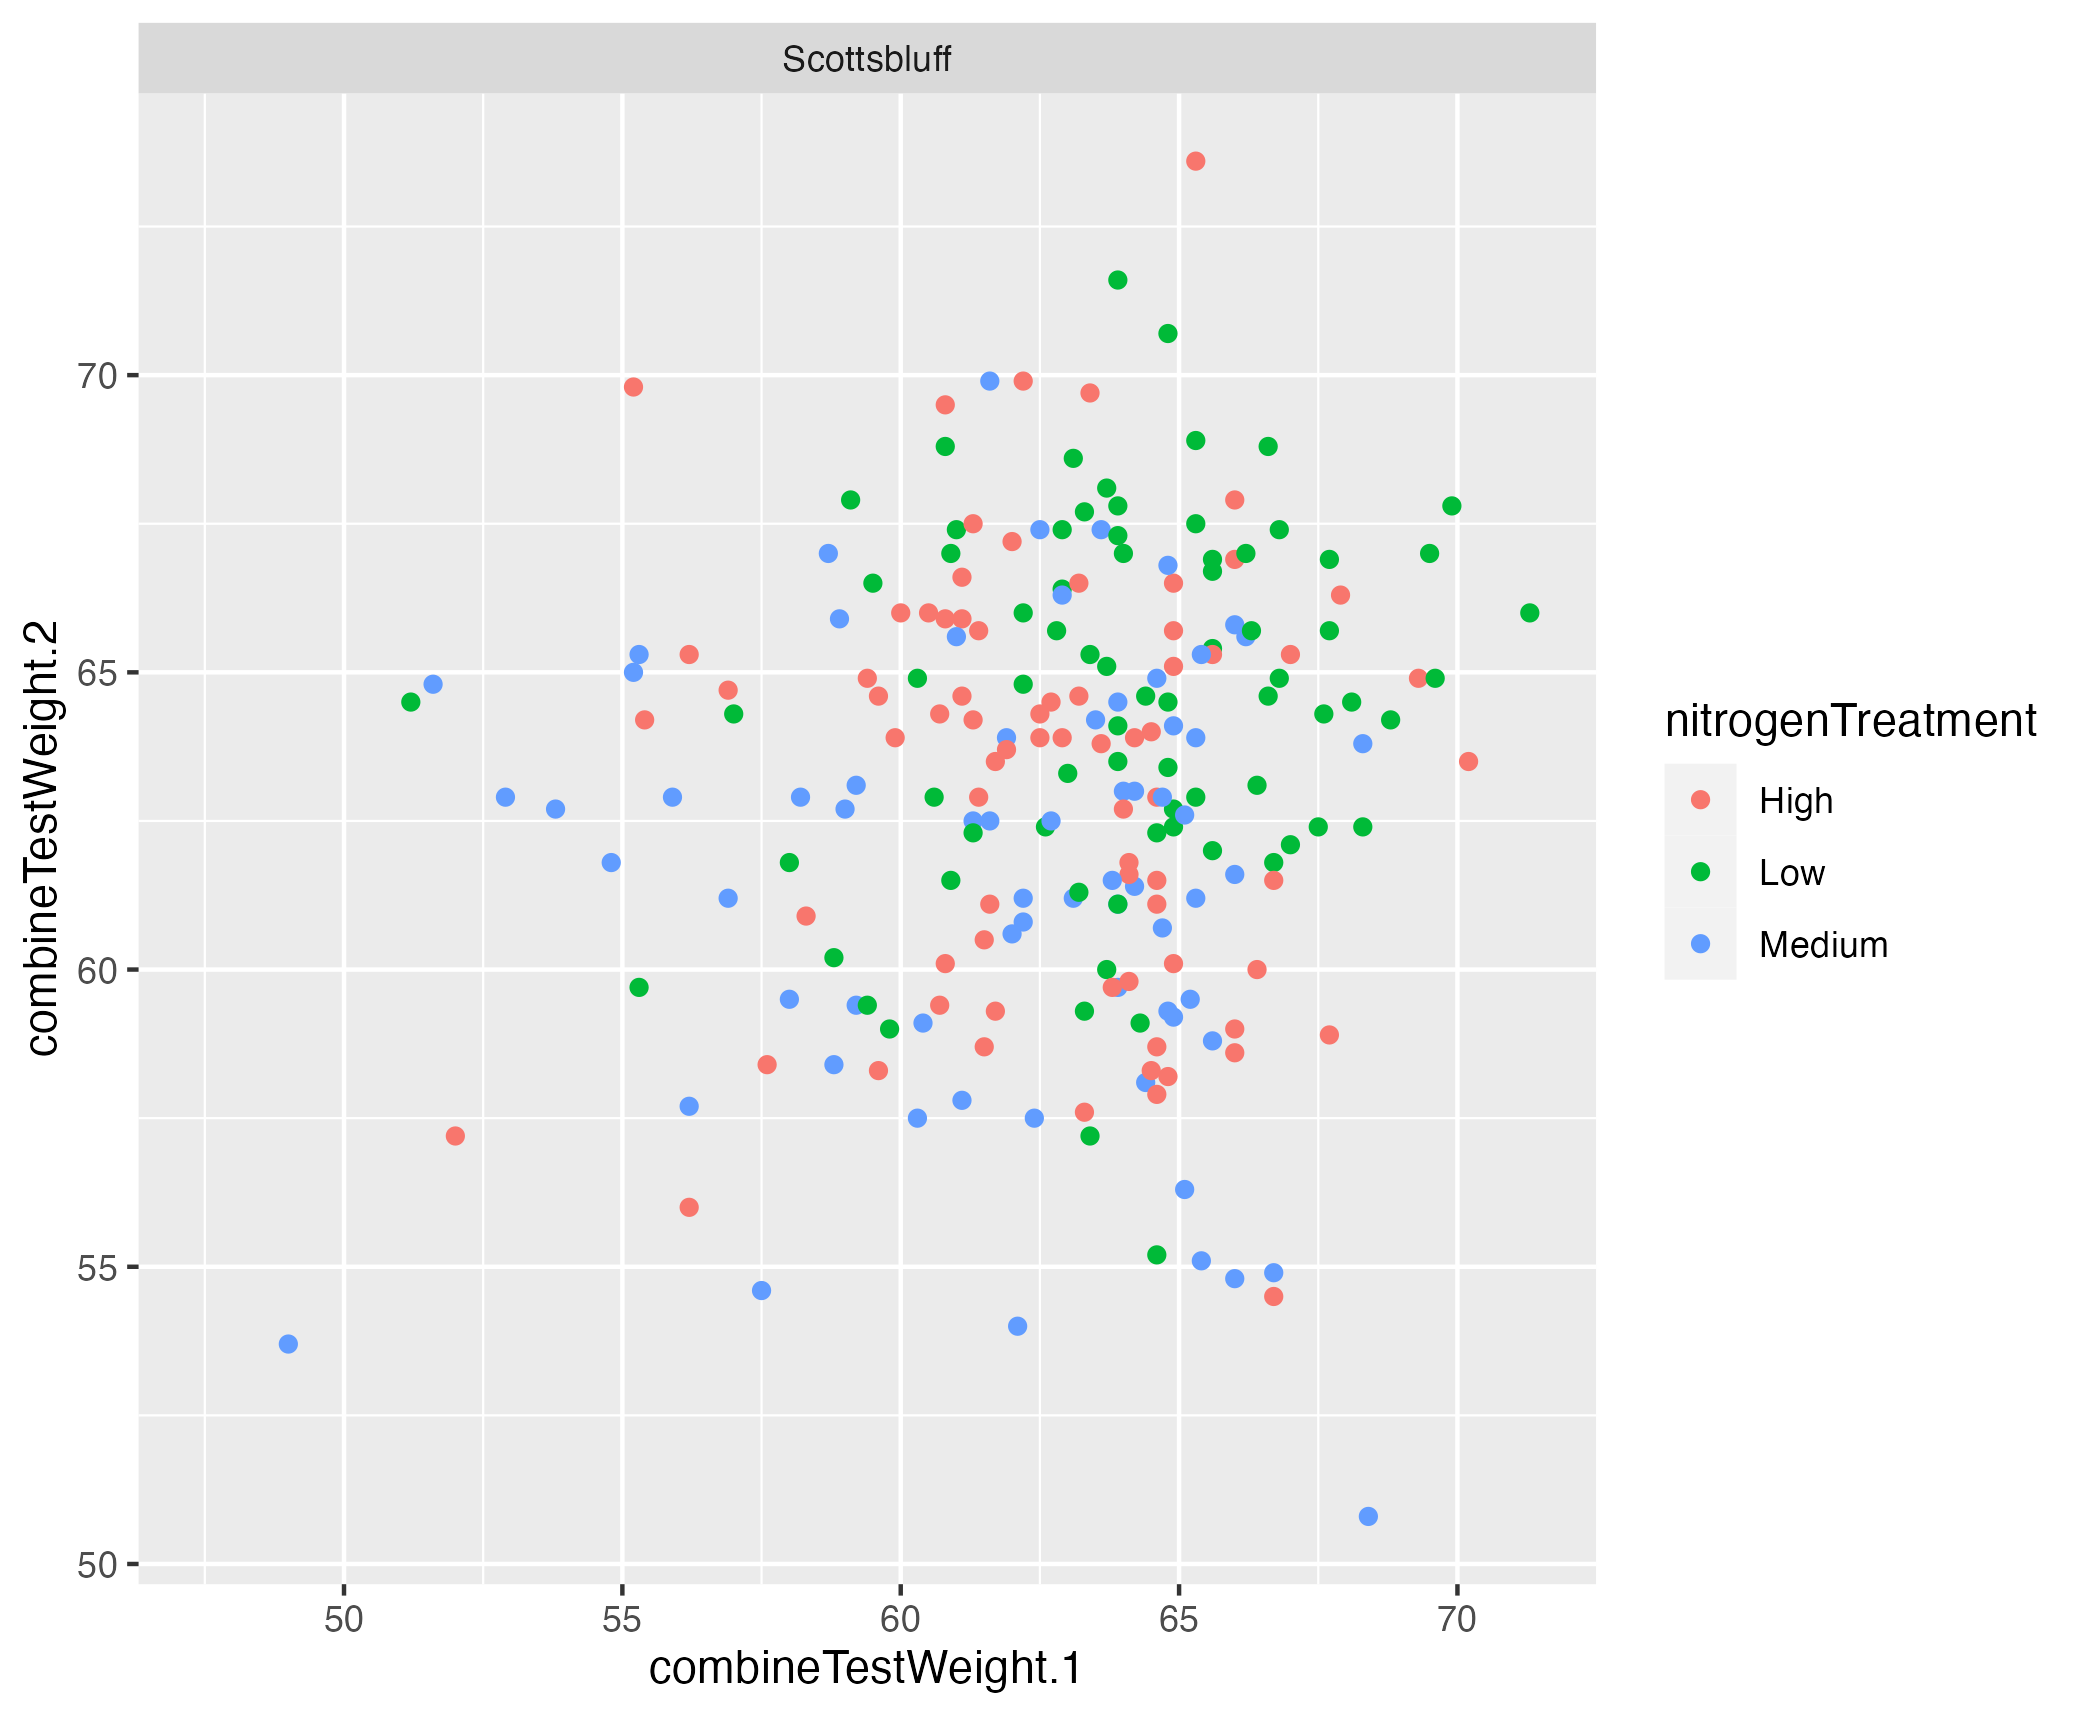 Scottsbluff
70
65
60
55
50
combineTestWeight.2
50 55 60 65 70
combineTestWeight.1
nitrogenTreatment
High
Low
Medium